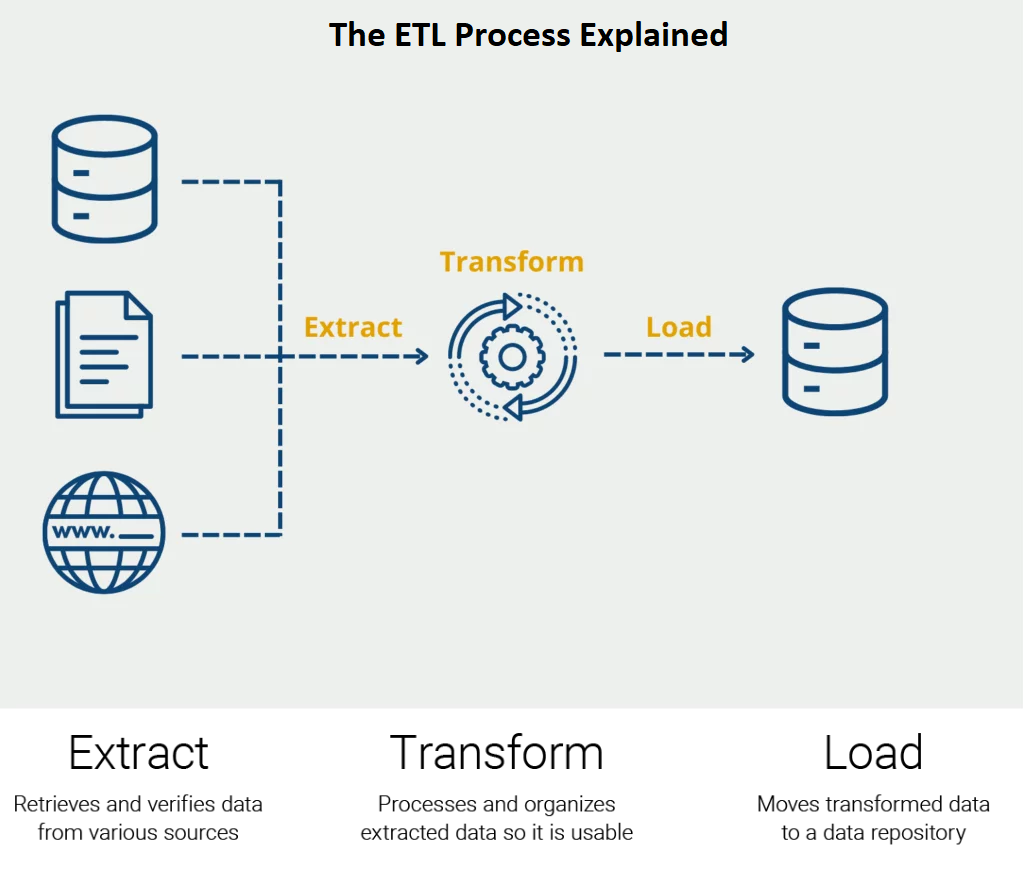 The ETL Process Explained
Transform
Extract
Load
www.
Extract
Retrieves and verifies data
from various sources
Transform
Processes and organizes
extracted data so it is usable
Load
Moves transformed data
to a data repository